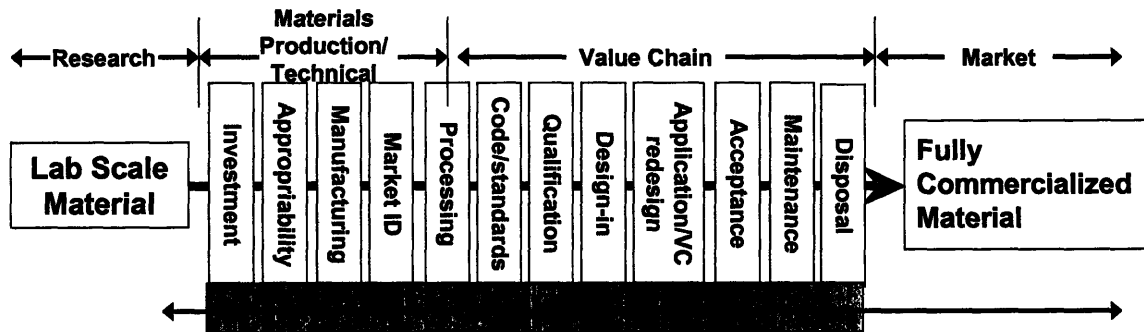 Materials
Production/
Technical
Research
Value Chain
Market
Lab Scale
Material
Investment
Appropriability
Manufacturing
Market ID
Processing
Code/standards
Qualification
Design-in
Application/VC
redesign
Acceptance
Maintenance
Disposal
Fully
Commercialized
Material